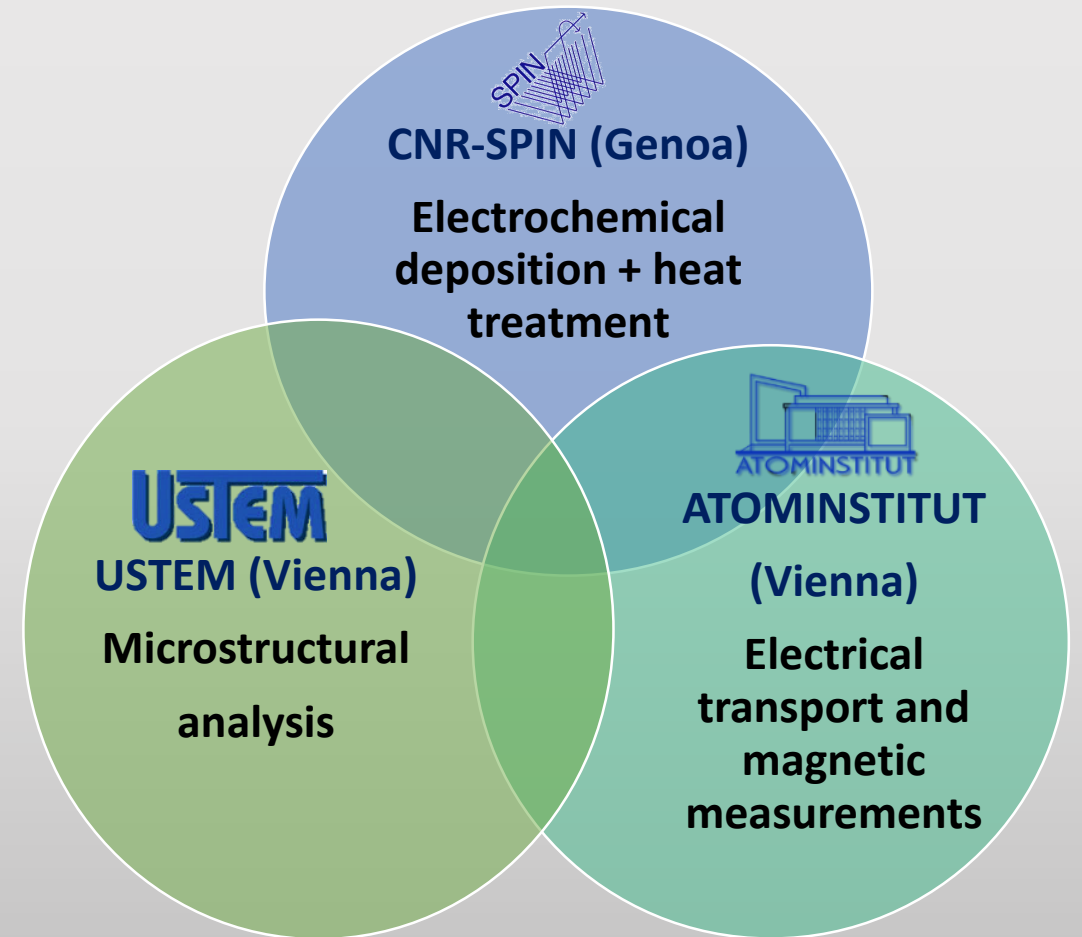 SPIN
CNR-SPIN (Genoa)
Electrochemical
deposition + heat
treatment
USTEM
USTEM (Vienna)
Microstructural
analysis
ATOMINSTITUT
ATOMINSTITUT
(Vienna)
Electrical
transport and
magnetic
measurements